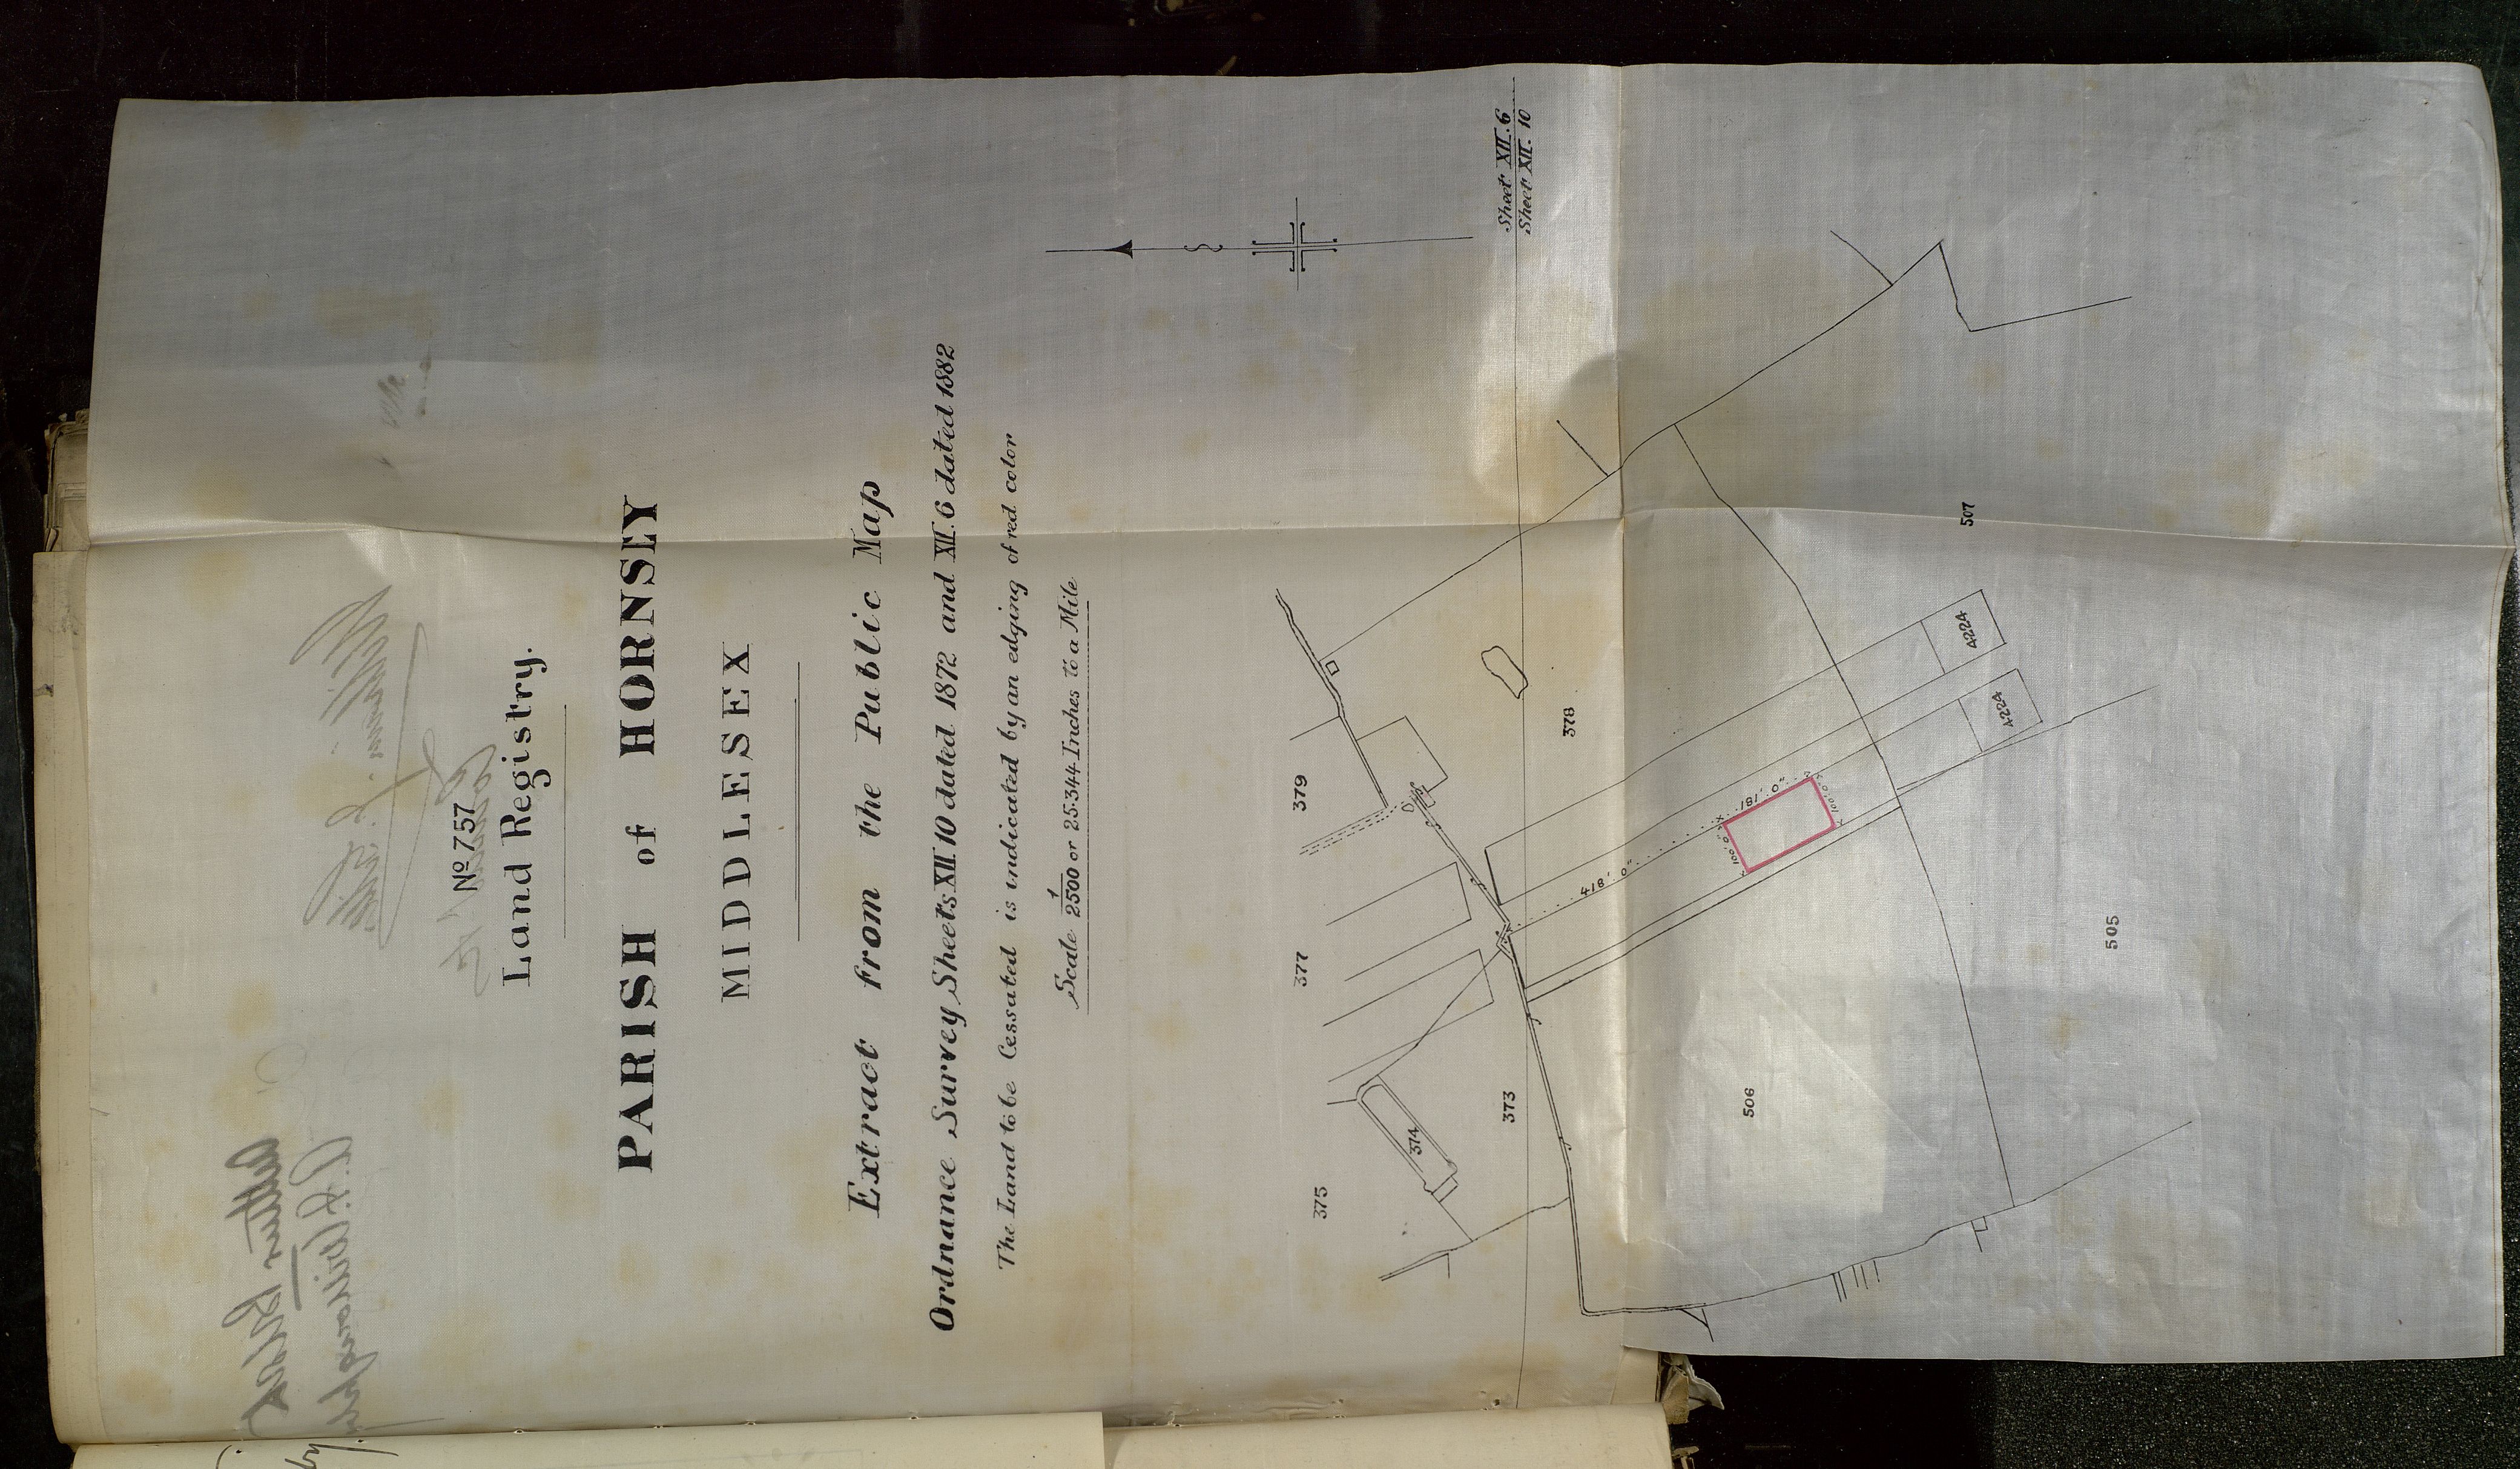 Nº 757
Land Registry.
PARISH of HORNSEY
MIDDLESEX
Extract from the Public Map
Ordnance Survey Sheets XII 10 dated 1872 and XII.6 dated 1882
The Land to be Cessated is indicated by an edging of red color
Scale 1/2500 or 25.344 Inches to a Mile
Sheet XII.6
Sheet XII. 10
379
377
375
374
373
378
418'.0"
181'.0"
100'.0"
100'.0"
506
505
507
4224
4224